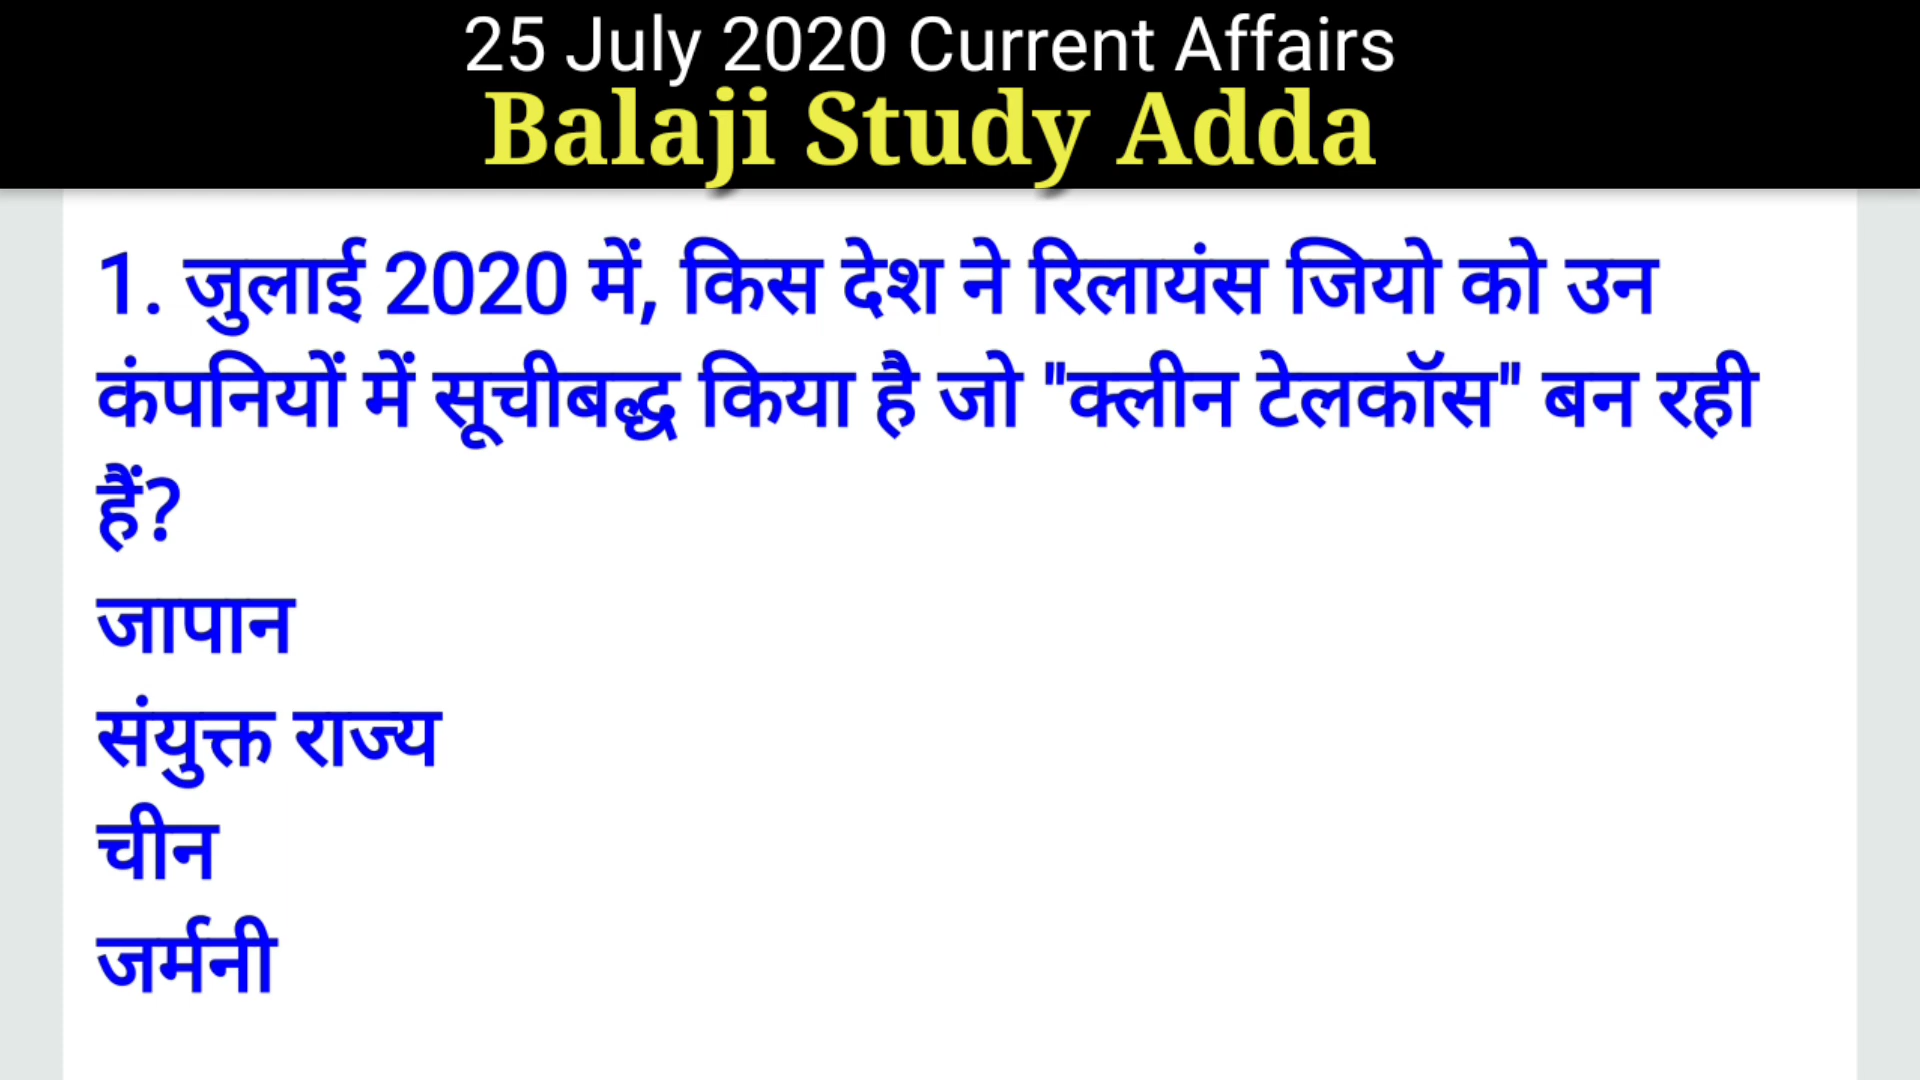 25 July 2020 Current Affairs
Balaji Study Adda
1. जुलाई 2020 में, किस देश ने रिलायंस जियो को उन
कंपनियों में सूचीबद्ध किया है जो "क्लीन टेलकॉस" बन रही
हैं?
जापान
संयुक्त राज्य
चीन
जर्मनी